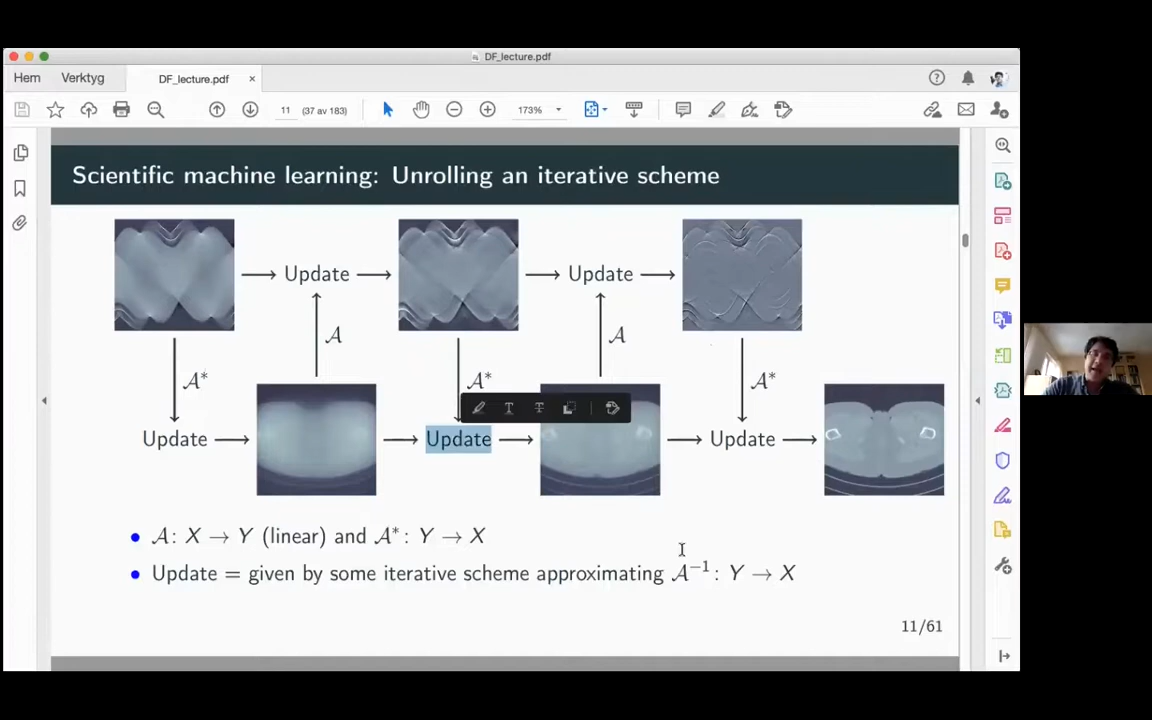 DF_lecture.pdf
Hem Verktyg DF_lecture.pdf ×
11 (37 av 183) 173%
Scientific machine learning: Unrolling an iterative scheme
Update Update
𝒜 𝒜
𝒜* 𝒜* 𝒜*
Update Update Update
• 𝒜: X → Y (linear) and 𝒜*: Y → X
• Update = given by some iterative scheme approximating 𝒜⁻¹: Y → X
11/61